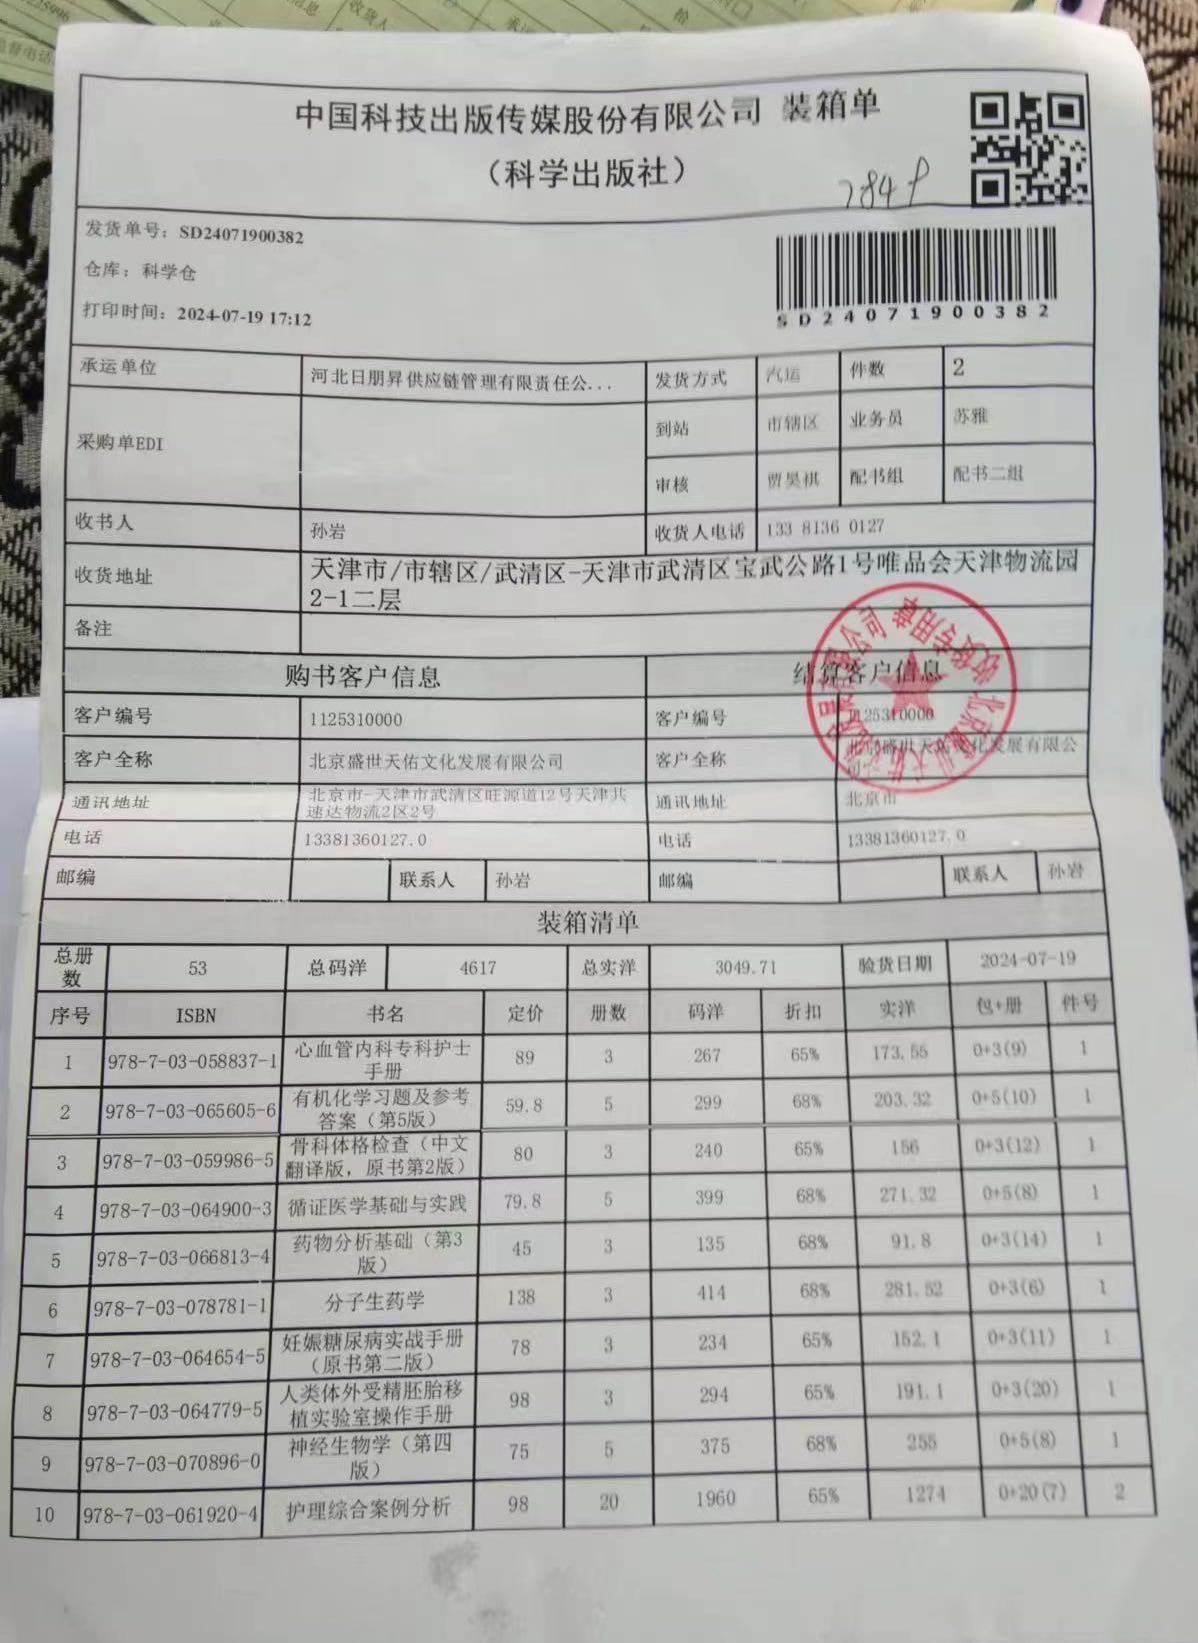 中国科技出版传媒股份有限公司 装箱单
(科学出版社)
发货单号: SD24071900382
仓库: 科学仓
打印时间: 2024-07-19 17:12
SD24071900382
承运单位 河北日朋昇供应链管理有限责任公... 发货方式 汽运 件数 2
采购单EDI 到站 市辖区 业务员 苏雅
审核 贾昊祺 配书组 配书二组
收书人 孙岩 收货人电话 133 8136 0127
收货地址 天津市/市辖区/武清区-天津市武清区宝武公路1号唯品会天津物流园
2-1二层
备注
购书客户信息 结算客户信息
客户编号 1125310000 客户编号 1125310000
客户全称 北京盛世天佑文化发展有限公司 客户全称 北京盛世天佑文化发展有限公
通讯地址 北京市-天津市武清区旺源道12号天津共
速达物流2区2号 通讯地址 北京市
电话 13381360127.0 电话 13381360127.0
邮编 联系人 孙岩 邮编 联系人 孙岩
装箱清单
总册数 53 总码洋 4617 总实洋 3049.71 验货日期 2024-07-19
序号 ISBN 书名 定价 册数 码洋 折扣 实洋 包+册 件号
1 978-7-03-058837-1 心血管内科专科护士手册 89 3 267 65% 173.55 0+3(9) 1
2 978-7-03-065605-6 有机化学习题及参考答案(第5版) 59.8 5 299 68% 203.32 0+5(10) 1
3 978-7-03-059986-5 骨科体格检查(中文翻译版，原书第2版) 80 3 240 65% 156 0+3(12) 1
4 978-7-03-064900-3 循证医学基础与实践 79.8 5 399 68% 271.32 0+5(8) 1
5 978-7-03-066813-4 药物分析基础(第3版) 45 3 135 68% 91.8 0+3(14) 1
6 978-7-03-078781-1 分子生药学 138 3 414 68% 281.52 0+3(6) 1
7 978-7-03-064654-5 妊娠糖尿病实战手册(原书第二版) 78 3 234 65% 152.1 0+3(11) 1
8 978-7-03-064779-5 人类体外受精胚胎移植实验室操作手册 98 3 294 65% 191.1 0+3(20) 1
9 978-7-03-070896-0 神经生物学(第四版) 75 5 375 68% 255 0+5(8) 1
10 978-7-03-061920-4 护理综合案例分析 98 20 1960 65% 1274 0+20(7) 2